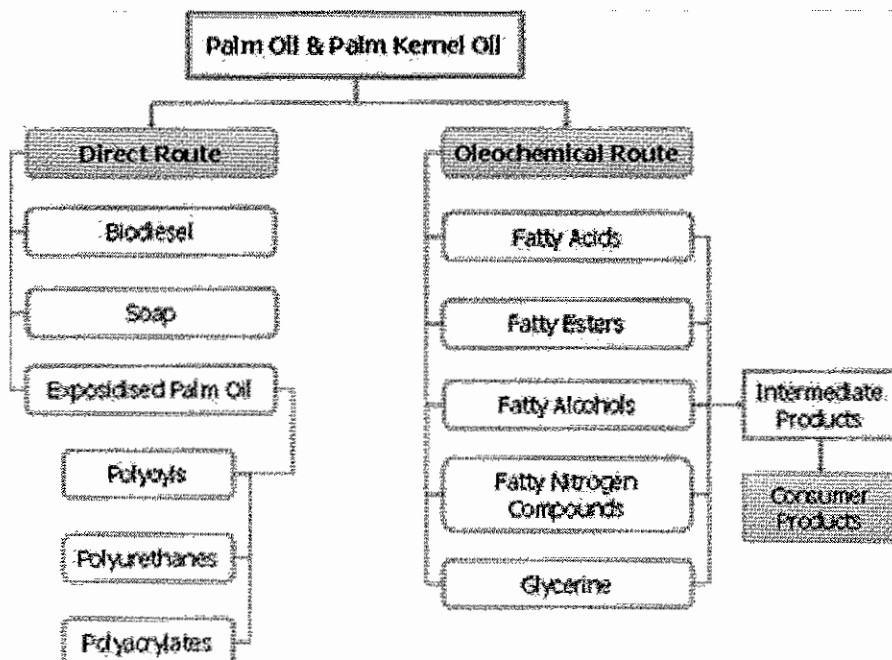 Palm Oil & Palm Kernel Oil
Direct Route
Biodiesel
Soap
Exposidised Palm Oil
Polyoyls
Polyurethanes
Polyacrylates
Oleochemical Route
Fatty Acids
Fatty Esters
Fatty Alcohols
Fatty Nitrogen
Compounds
Glycerine
Intermediate
Products
Consumer
Products